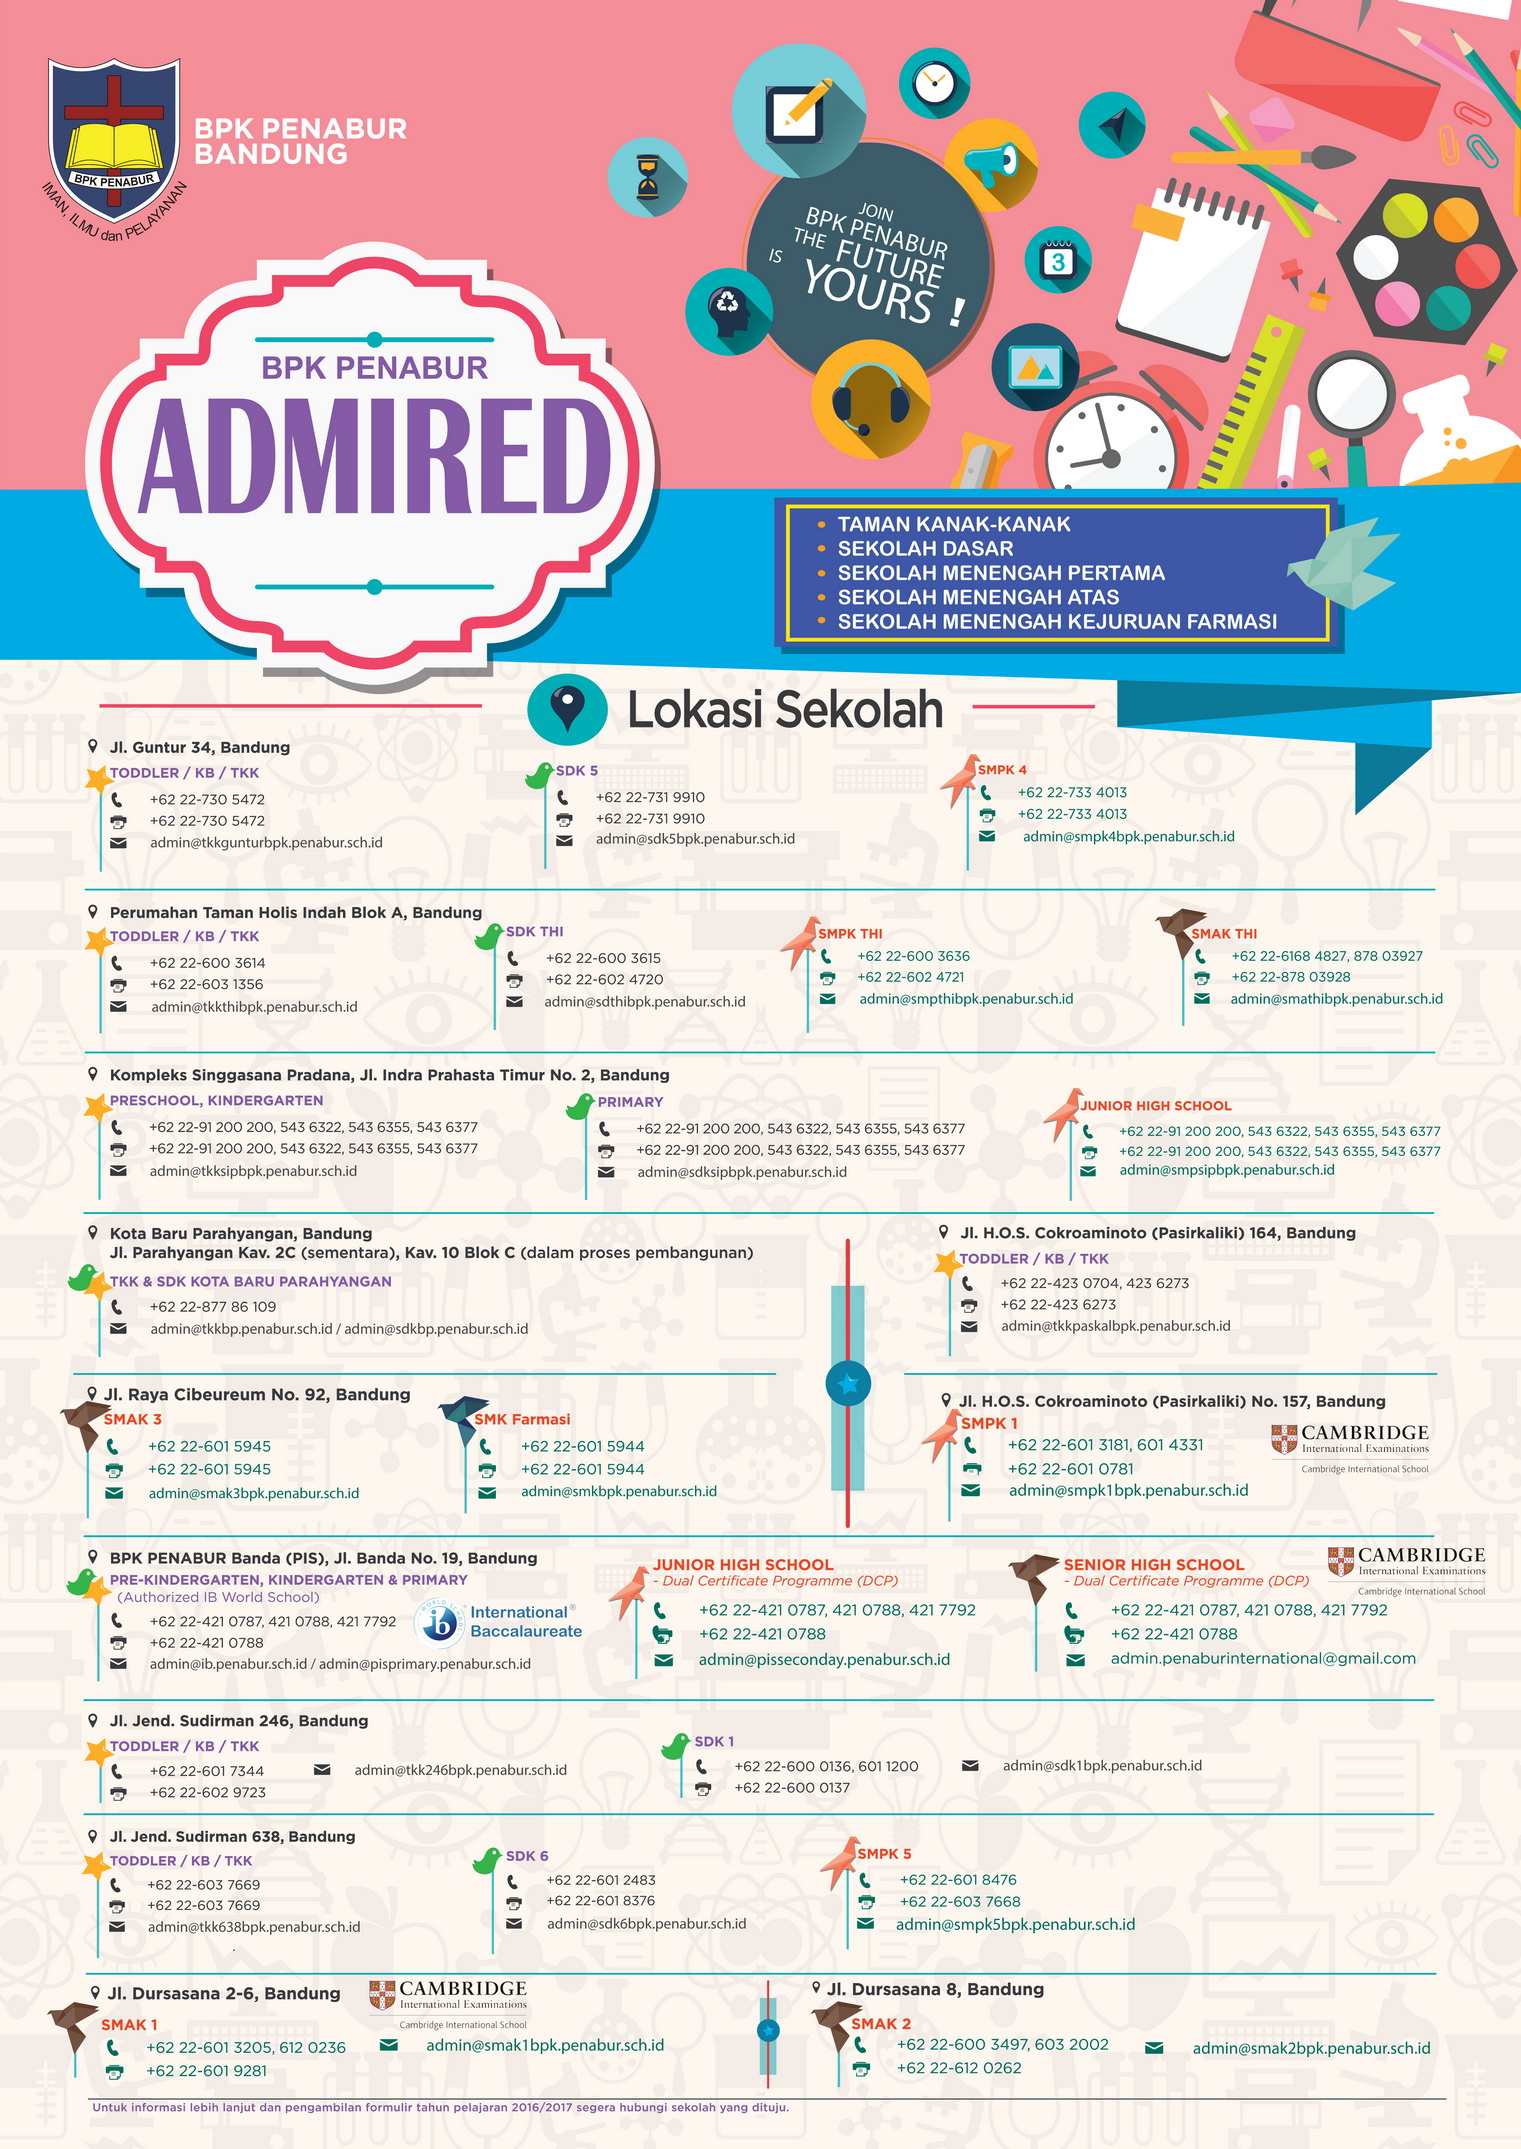 BPK PENABUR
BANDUNG
BPK PENABUR
IMAN, ILMU dan PELAYANAN
JOIN
BPK PENABUR
THE FUTURE
IS YOURS !
3
BPK PENABUR
ADMIRED
• TAMAN KANAK-KANAK
• SEKOLAH DASAR
• SEKOLAH MENENGAH PERTAMA
• SEKOLAH MENENGAH ATAS
• SEKOLAH MENENGAH KEJURUAN FARMASI
Lokasi Sekolah
Jl. Guntur 34, Bandung
TODDLER / KB / TKK
+62 22-730 5472
+62 22-730 5472
admin@tkkgunturbpk.penabur.sch.id
SDK 5
+62 22-731 9910
+62 22-731 9910
admin@sdk5bpk.penabur.sch.id
SMPK 4
+62 22-733 4013
+62 22-733 4013
admin@smpk4bpk.penabur.sch.id
Perumahan Taman Holis Indah Blok A, Bandung
TODDLER / KB / TKK
+62 22-600 3614
+62 22-603 1356
admin@tkkthibpk.penabur.sch.id
SDK THI
+62 22-600 3615
+62 22-602 4720
admin@sdthibpk.penabur.sch.id
SMPK THI
+62 22-600 3636
+62 22-602 4721
admin@smpthibpk.penabur.sch.id
SMAK THI
+62 22-6168 4827, 878 03927
+62 22-878 03928
admin@smathibpk.penabur.sch.id
Kompleks Singgasana Pradana, Jl. Indra Prahasta Timur No. 2, Bandung
PRESCHOOL, KINDERGARTEN
+62 22-91 200 200, 543 6322, 543 6355, 543 6377
+62 22-91 200 200, 543 6322, 543 6355, 543 6377
admin@tkksipbpk.penabur.sch.id
PRIMARY
+62 22-91 200 200, 543 6322, 543 6355, 543 6377
+62 22-91 200 200, 543 6322, 543 6355, 543 6377
admin@sdksipbpk.penabur.sch.id
JUNIOR HIGH SCHOOL
+62 22-91 200 200, 543 6322, 543 6355, 543 6377
+62 22-91 200 200, 543 6322, 543 6355, 543 6377
admin@smpsipbpk.penabur.sch.id
Kota Baru Parahyangan, Bandung
Jl. Parahyangan Kav. 2C (sementara), Kav. 10 Blok C (dalam proses pembangunan)
TKK & SDK KOTA BARU PARAHYANGAN
+62 22-877 86 109
admin@tkkbp.penabur.sch.id / admin@sdkbp.penabur.sch.id
Jl. H.O.S. Cokroaminoto (Pasirkaliki) 164, Bandung
TODDLER / KB / TKK
+62 22-423 0704, 423 6273
+62 22-423 6273
admin@tkkpaskalbpk.penabur.sch.id
Jl. Raya Cibeureum No. 92, Bandung
SMAK 3
+62 22-601 5945
+62 22-601 5945
admin@smak3bpk.penabur.sch.id
SMK Farmasi
+62 22-601 5944
+62 22-601 5944
admin@smkbpk.penabur.sch.id
Jl. H.O.S. Cokroaminoto (Pasirkaliki) No. 157, Bandung
SMPK 1
+62 22-601 3181, 601 4331
+62 22-601 0781
admin@smpk1bpk.penabur.sch.id
CAMBRIDGE
International Examinations
Cambridge International School
BPK PENABUR Banda (PIS), Jl. Banda No. 19, Bandung
PRE-KINDERGARTEN, KINDERGARTEN & PRIMARY
(Authorized IB World School)
+62 22-421 0787, 421 0788, 421 7792
+62 22-421 0788
admin@ib.penabur.sch.id / admin@pisprimary.penabur.sch.id
WORLD SCHOOL
ib
International®
Baccalaureate
JUNIOR HIGH SCHOOL
- Dual Certificate Programme (DCP)
+62 22-421 0787, 421 0788, 421 7792
+62 22-421 0788
admin@pisseconday.penabur.sch.id
SENIOR HIGH SCHOOL
- Dual Certificate Programme (DCP)
+62 22-421 0787, 421 0788, 421 7792
+62 22-421 0788
admin.penaburinternational@gmail.com
CAMBRIDGE
International Examinations
Cambridge International School
Jl. Jend. Sudirman 246, Bandung
TODDLER / KB / TKK
+62 22-601 7344
+62 22-602 9723
admin@tkk246bpk.penabur.sch.id
SDK 1
+62 22-600 0136, 601 1200
+62 22-600 0137
admin@sdk1bpk.penabur.sch.id
Jl. Jend. Sudirman 638, Bandung
TODDLER / KB / TKK
+62 22-603 7669
+62 22-603 7669
admin@tkk638bpk.penabur.sch.id
SDK 6
+62 22-601 2483
+62 22-601 8376
admin@sdk6bpk.penabur.sch.id
SMPK 5
+62 22-601 8476
+62 22-603 7668
admin@smpk5bpk.penabur.sch.id
Jl. Dursasana 2-6, Bandung
CAMBRIDGE
International Examinations
Cambridge International School
SMAK 1
+62 22-601 3205, 612 0236
+62 22-601 9281
admin@smak1bpk.penabur.sch.id
Jl. Dursasana 8, Bandung
SMAK 2
+62 22-600 3497, 603 2002
+62 22-612 0262
admin@smak2bpk.penabur.sch.id
Untuk informasi lebih lanjut dan pengambilan formulir tahun pelajaran 2016/2017 segera hubungi sekolah yang dituju.